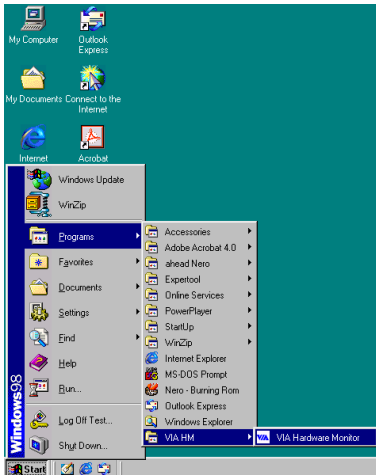 My Computer
Outlook
Express
My Documents
Connect to the
Internet
Internet
Acrobat
Windows Update
WinZip
Programs
Favorites
Documents
Settings
Find
Help
Run...
Log Off Test...
Shut Down...
Windows98
Accessories
Adobe Acrobat 4.0
ahead Nero
Expertool
Online Services
PowerPlayer
StartUp
WinZip
Internet Explorer
MS-DOS Prompt
Nero - Burning Rom
Outlook Express
Windows Explorer
VIA HM
VIA Hardware Monitor
Start